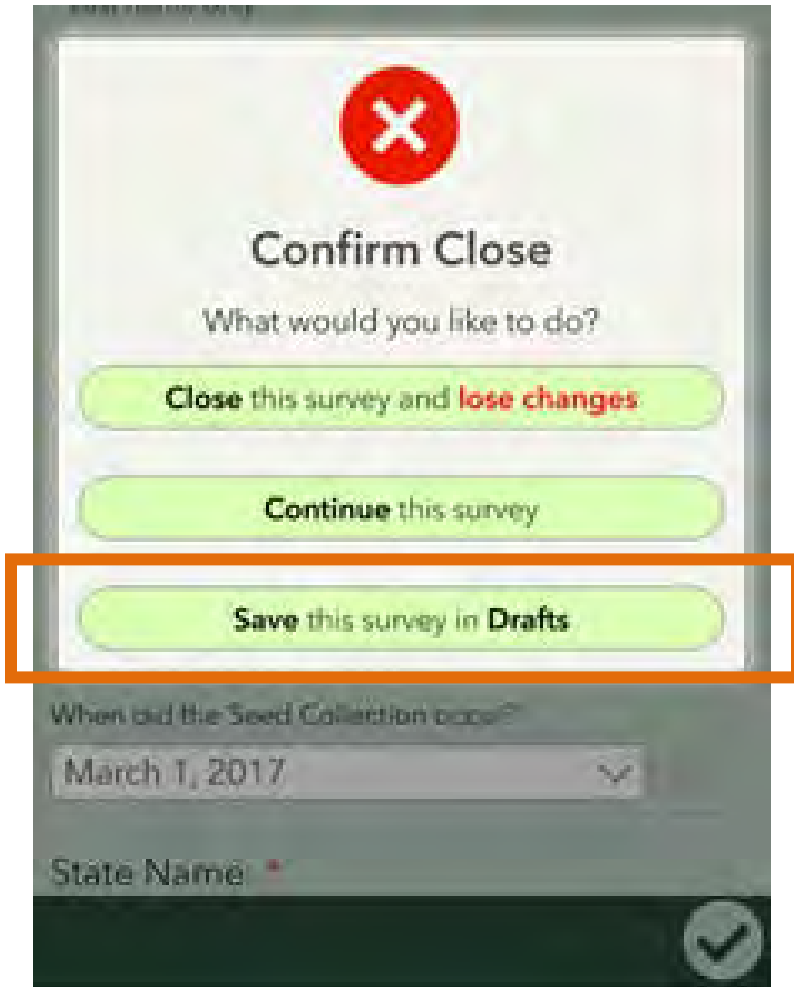 Confirm Close
What would you like to do?
Close this survey and lose changes
Continue this survey
Save this survey in Drafts
When did the Seed Collection occur?
March 1, 2017
State Name *